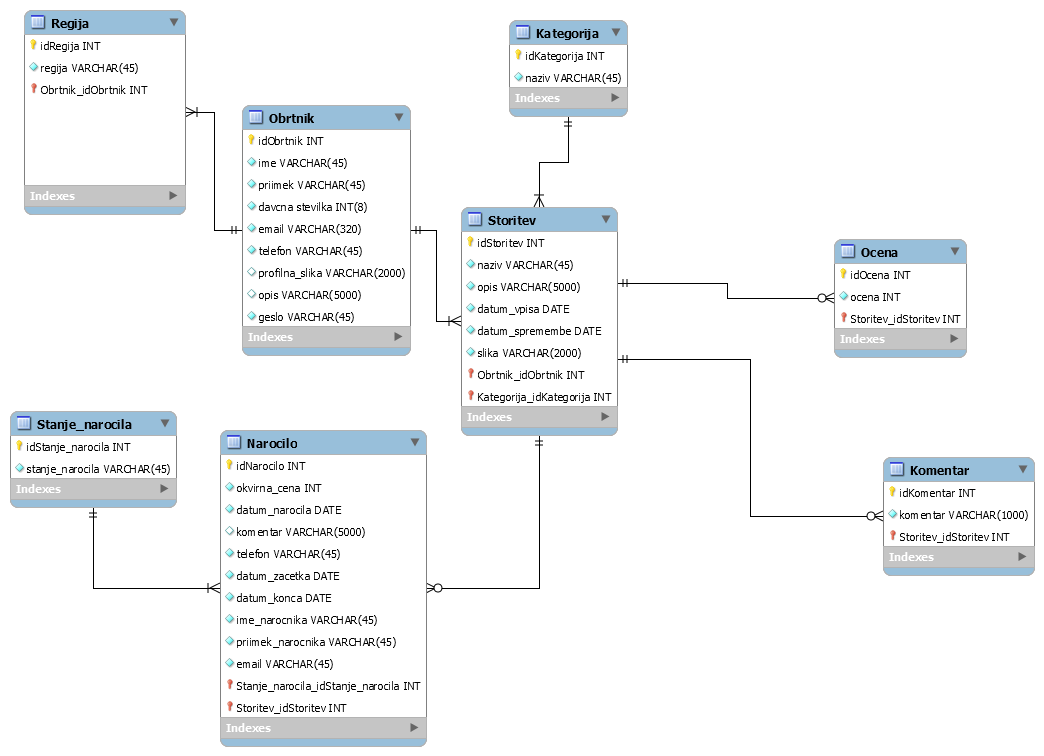 Regija
idRegija INT
regija VARCHAR(45)
Obrtnik_idObrtnik INT
Indexes
Obrtnik
idObrtnik INT
ime VARCHAR(45)
priimek VARCHAR(45)
davcna stevilka INT(8)
email VARCHAR(320)
telefon VARCHAR(45)
profilna_slika VARCHAR(2000)
opis VARCHAR(5000)
geslo VARCHAR(45)
Indexes
Kategorija
idKategorija INT
naziv VARCHAR(45)
Indexes
Storitev
idStoritev INT
naziv VARCHAR(45)
opis VARCHAR(5000)
datum_vpisa DATE
datum_spremembe DATE
slika VARCHAR(2000)
Obrtnik_idObrtnik INT
Kategorija_idKategorija INT
Indexes
Ocena
idOcena INT
ocena INT
Storitev_idStoritev INT
Indexes
Stanje_narocila
idStanje_narocila INT
stanje_narocila VARCHAR(45)
Indexes
Narocilo
idNarocilo INT
okvirna_cena INT
datum_narocila DATE
komentar VARCHAR(5000)
telefon VARCHAR(45)
datum_zacetka DATE
datum_konca DATE
ime_narocnika VARCHAR(45)
priimek_narocnika VARCHAR(45)
email VARCHAR(45)
Stanje_narocila_idStanje_narocila INT
Storitev_idStoritev INT
Indexes
Komentar
idKomentar INT
komentar VARCHAR(1000)
Storitev_idStoritev INT
Indexes